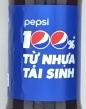 pepsi
100%
TỪ NHỰA
TÁI SINH